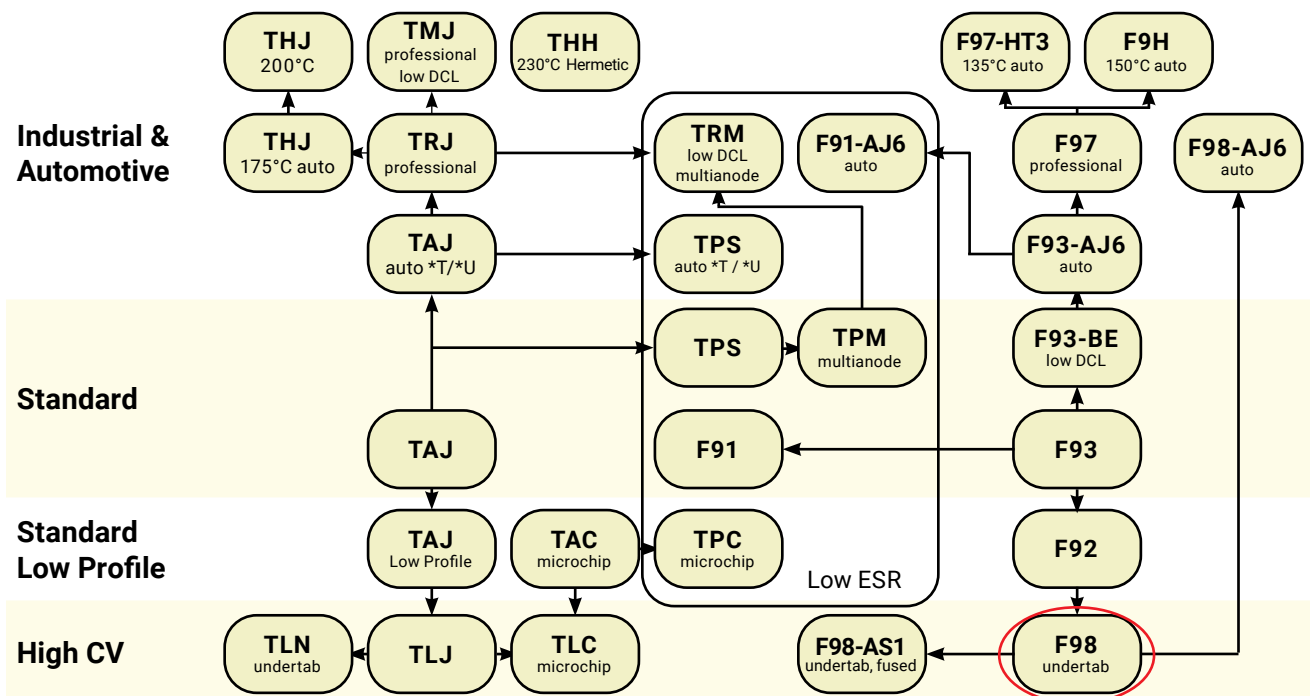 THJ
200°C
TMJ
professional
low DCL
THH
230°C Hermetic
F97-HT3
135°C auto
F9H
150°C auto
Industrial &
Automotive
THJ
175°C auto
TRJ
professional
TRM
low DCL
multianode
F91-AJ6
auto
F97
professional
F98-AJ6
auto
TAJ
auto *T/*U
TPS
auto *T / *U
F93-AJ6
auto
Standard
TPS
TPM
multianode
F93-BE
low DCL
TAJ
F91
F93
Standard
Low Profile
TAJ
Low Profile
TAC
microchip
TPC
microchip
F92
Low ESR
High CV
TLN
undertab
TLJ
TLC
microchip
F98-AS1
undertab, fused
F98
undertab